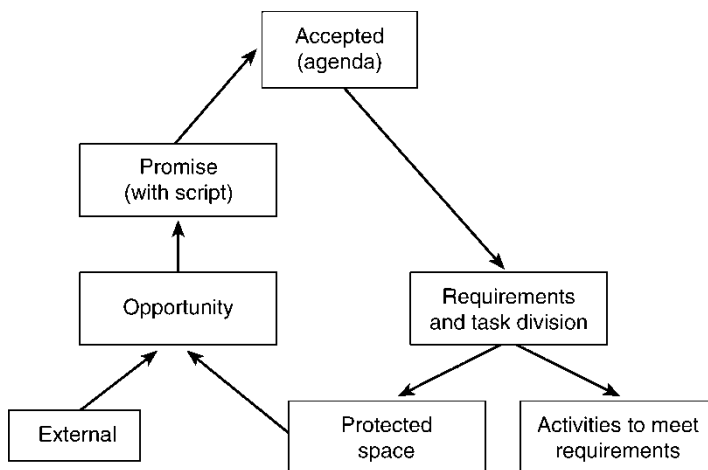 Accepted
(agenda)
Promise
(with script)
Opportunity
Requirements
and task division
External
Protected
space
Activities to meet
requirements